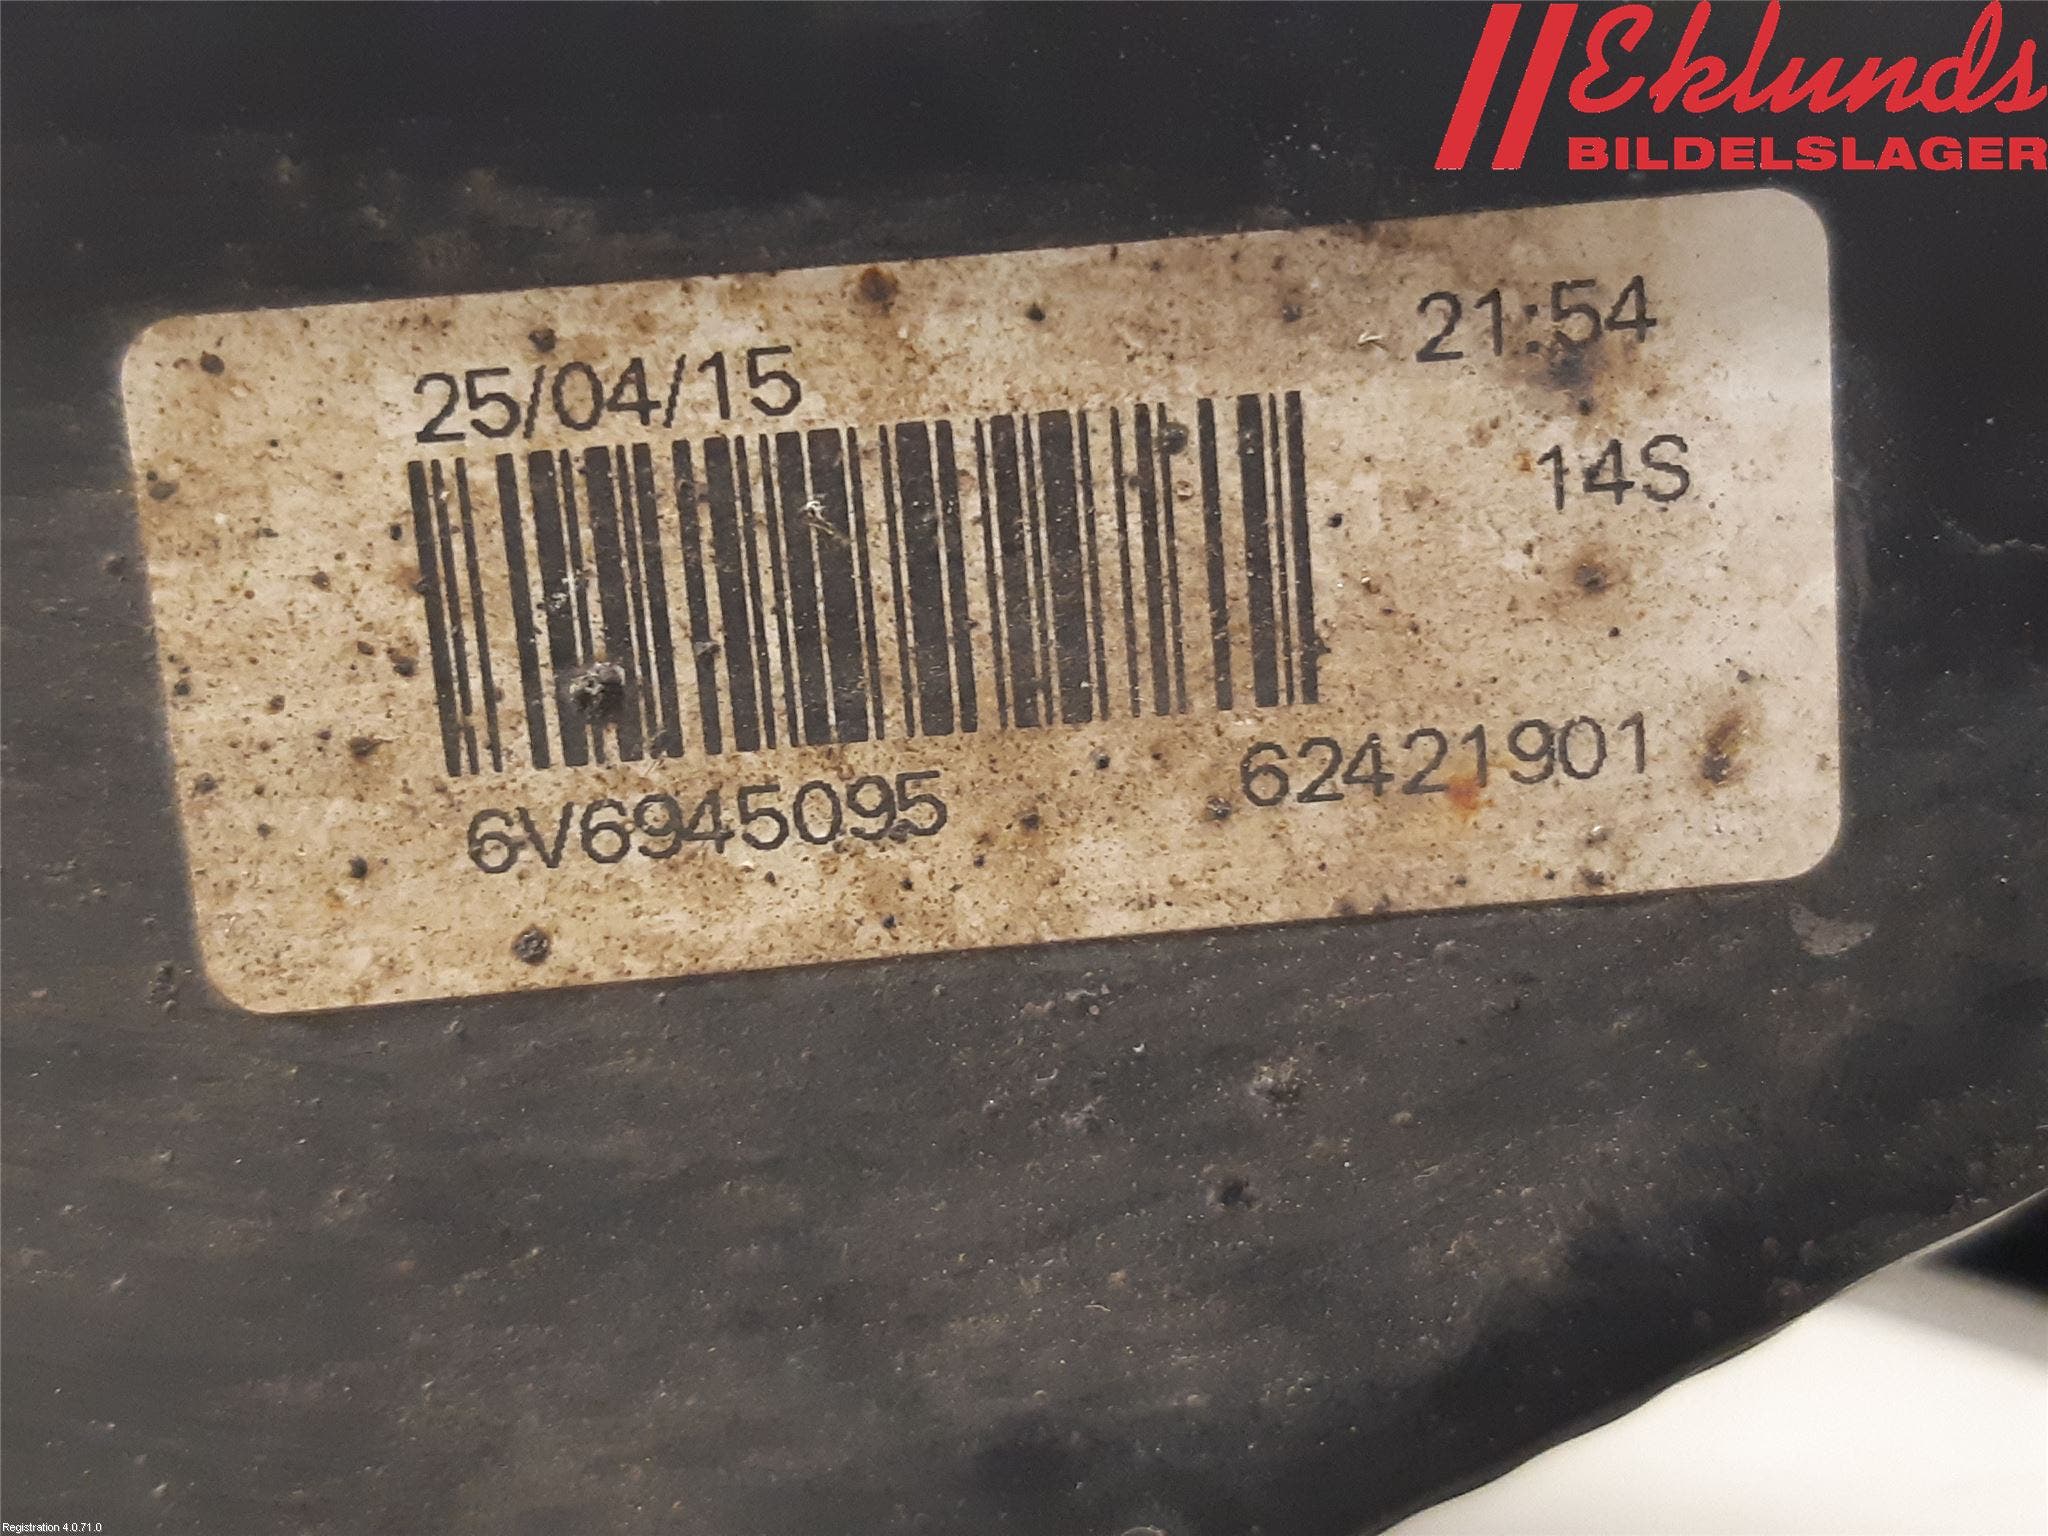 Eklunds
BILDELSLAGER
25/04/15 21:54
14S
6V6945095 62421901
Registration 4.0.71.0